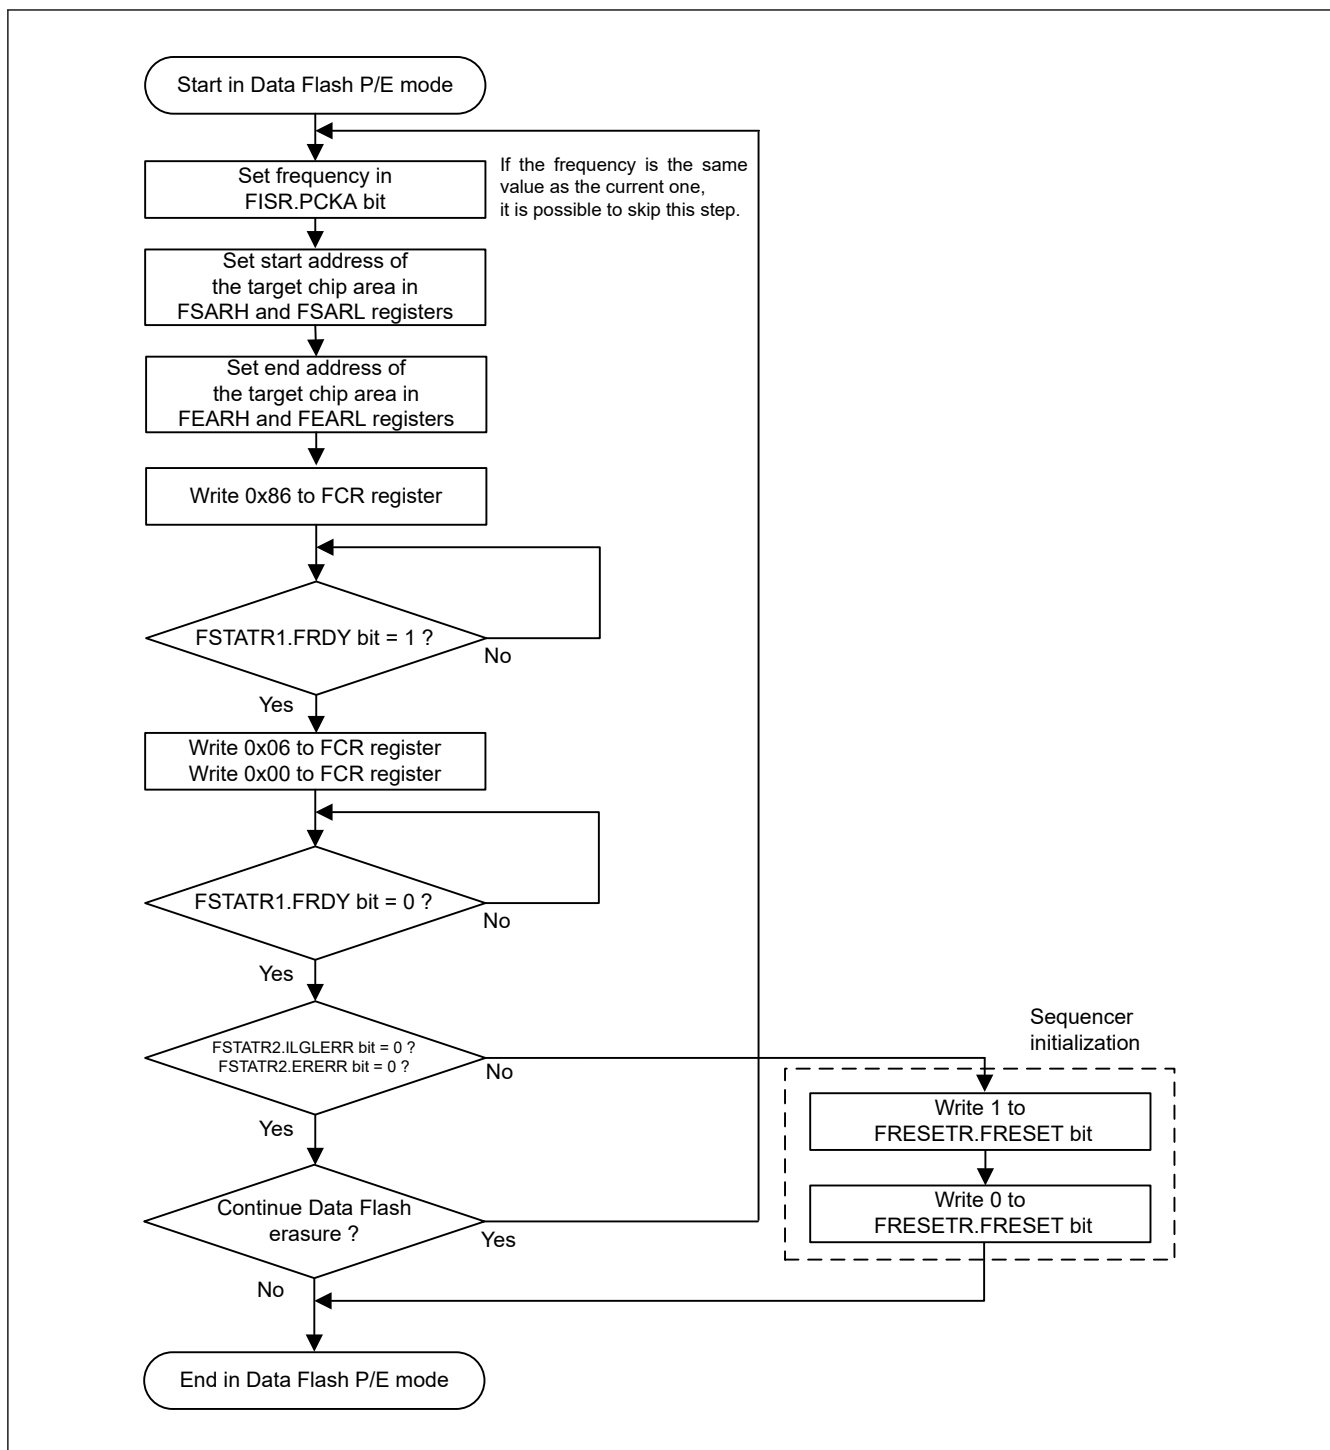 Start in Data Flash P/E mode
Set frequency in
FISR.PCKA bit
If the frequency is the same
value as the current one,
it is possible to skip this step.
Set start address of
the target chip area in
FSARH and FSARL registers
Set end address of
the target chip area in
FEARH and FEARL registers
Write 0x86 to FCR register
FSTATR1.FRDY bit = 1 ?
No
Yes
Write 0x06 to FCR register
Write 0x00 to FCR register
FSTATR1.FRDY bit = 0 ?
No
Yes
FSTATR2.ILGLERR bit = 0 ?
FSTATR2.ERERR bit = 0 ?
No
Yes
Sequencer
initialization
Write 1 to
FRESETR.FRESET bit
Write 0 to
FRESETR.FRESET bit
Continue Data Flash
erasure ?
Yes
No
End in Data Flash P/E mode